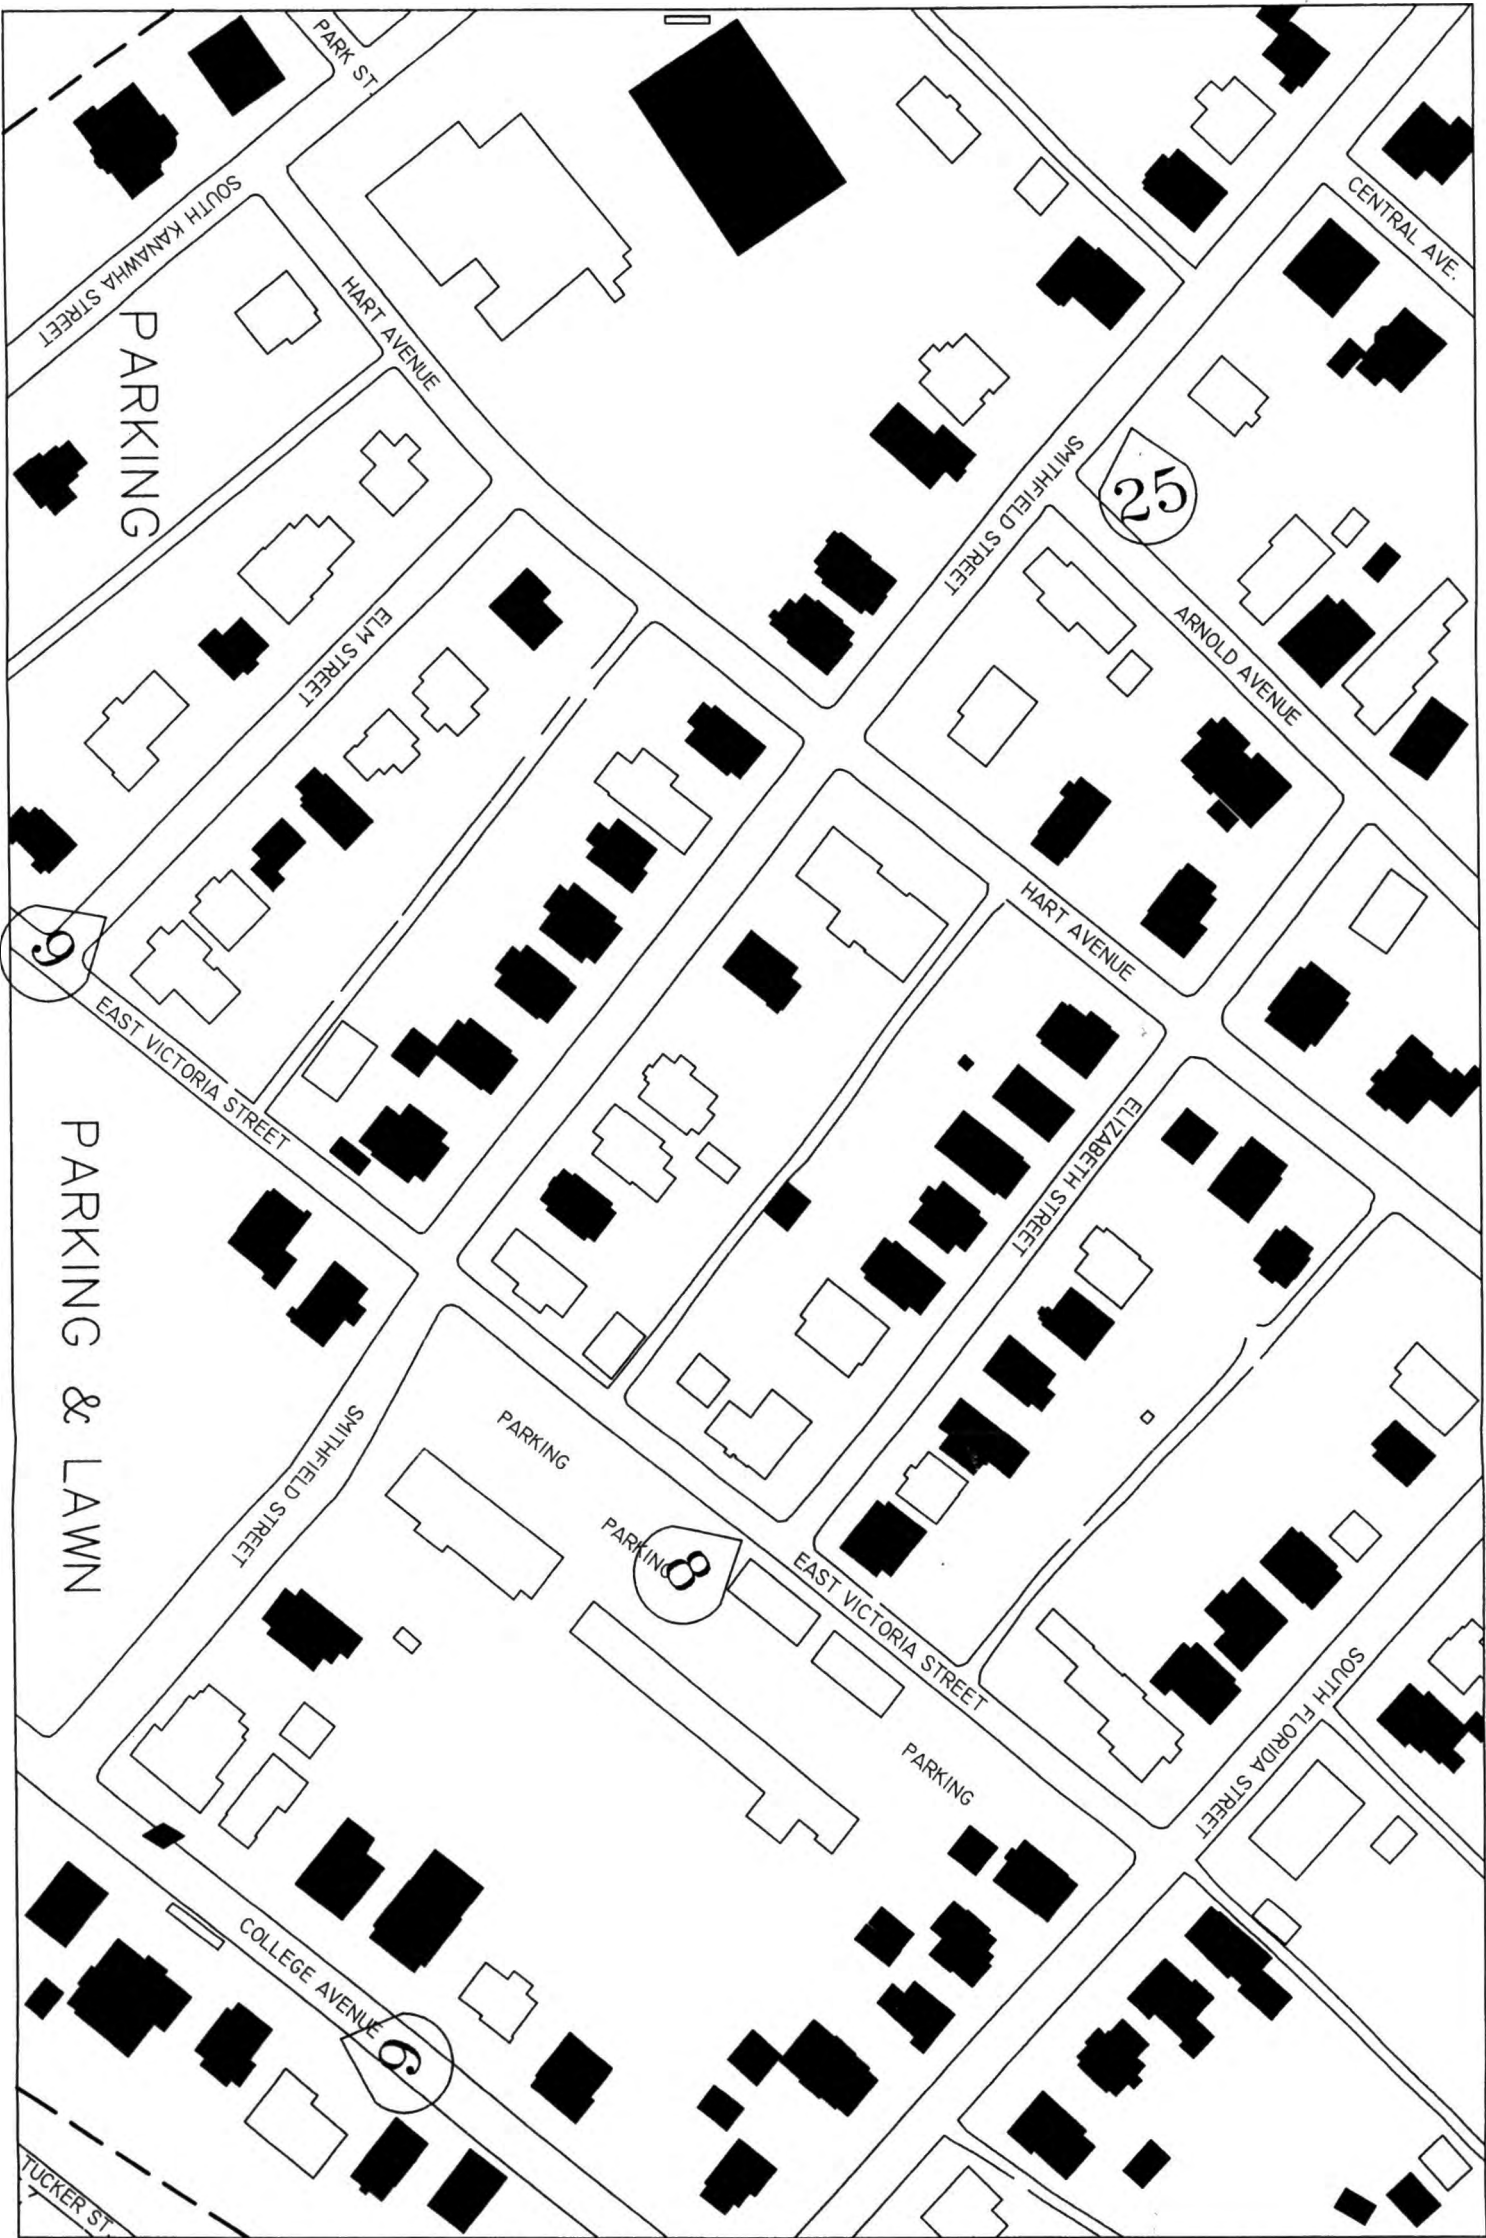 PARK ST.
CENTRAL AVE.
SOUTH KANAWHA STREET
HART AVENUE
PARKING
SMITHFIELD STREET
25
ARNOLD AVENUE
ELM STREET
HART AVENUE
9
EAST VICTORIA STREET
ELIZABETH STREET
PARKING & LAWN
SMITHFIELD STREET
PARKING
PARKING
8
EAST VICTORIA STREET
SOUTH FLORIDA STREET
PARKING
COLLEGE AVENUE
6
TUCKER ST.